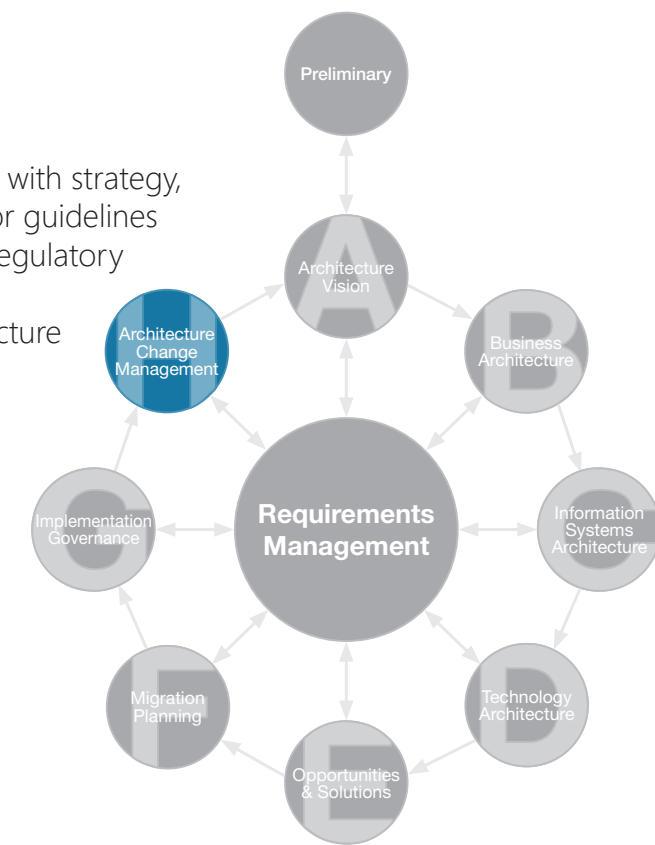 Preliminary
with strategy,
or guidelines
egulatory
cture
A
Architecture
Vision
H
Architecture
Change
Management
B
Business
Architecture
G
Implementation
Governance
Requirements
Management
C
Information
Systems
Architecture
F
Migration
Planning
D
Technology
Architecture
E
Opportunities
& Solutions